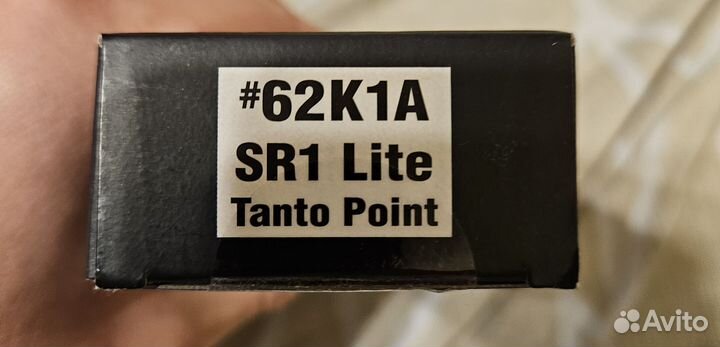 #62K1A
SR1 Lite
Tanto Point
Avito